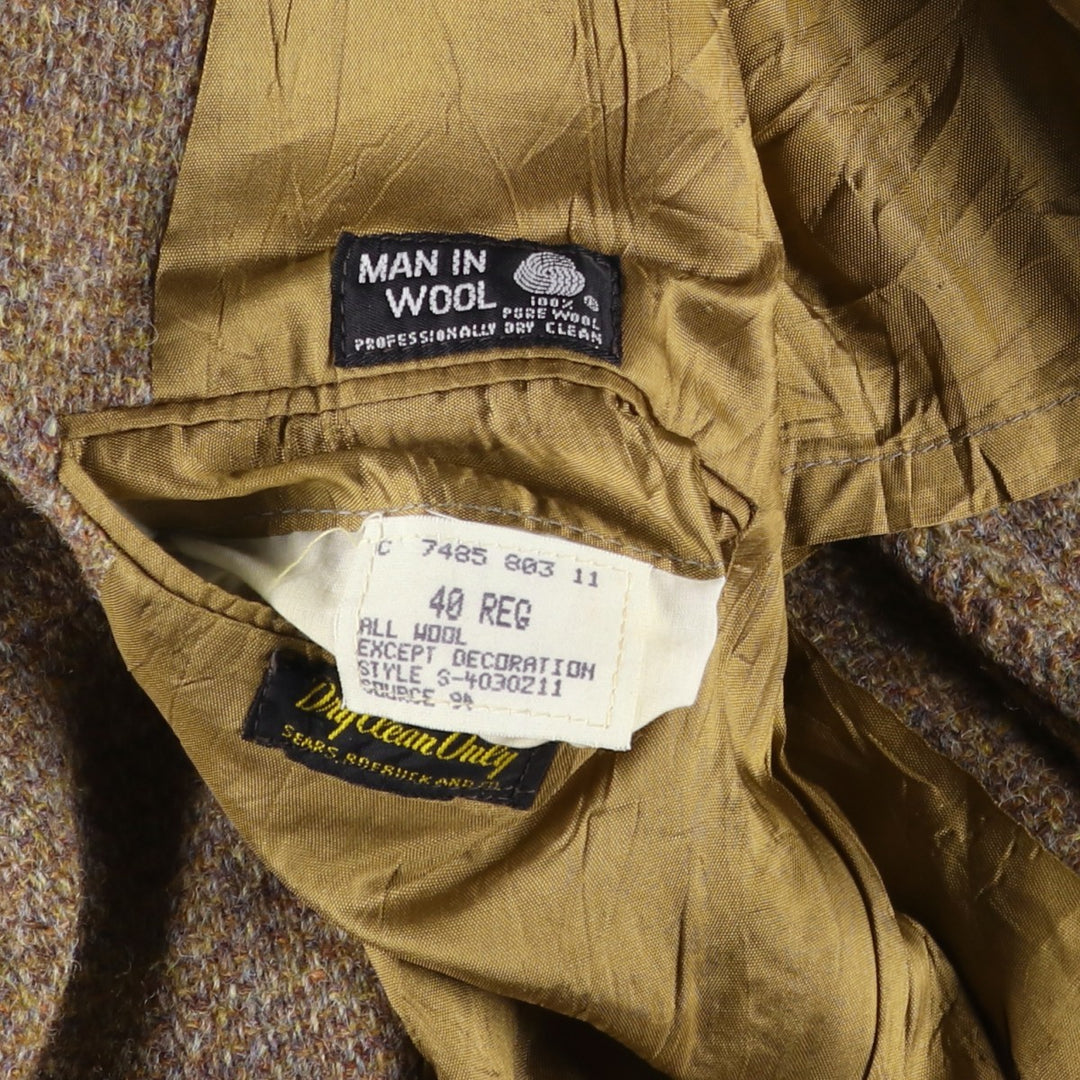 MAN IN
WOOL
100%
PURE WOOL
®
PROFESSIONALLY DRY CLEAN
C 7485 803 11
40 REG
ALL WOOL
EXCEPT DECORATION
STYLE S-4030211
SOURCE 94
Dry Clean Only
SEARS, ROEBUCK AND CO.